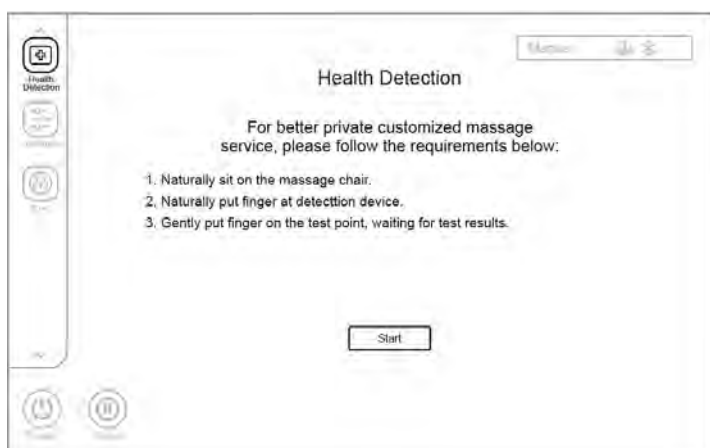 Health
Detection
Health Detection
For better private customized massage
service, please follow the requirements below:
1. Naturally sit on the massage chair.
2. Naturally put finger at detecttion device.
3. Gently put finger on the test point, waiting for test results.
Start